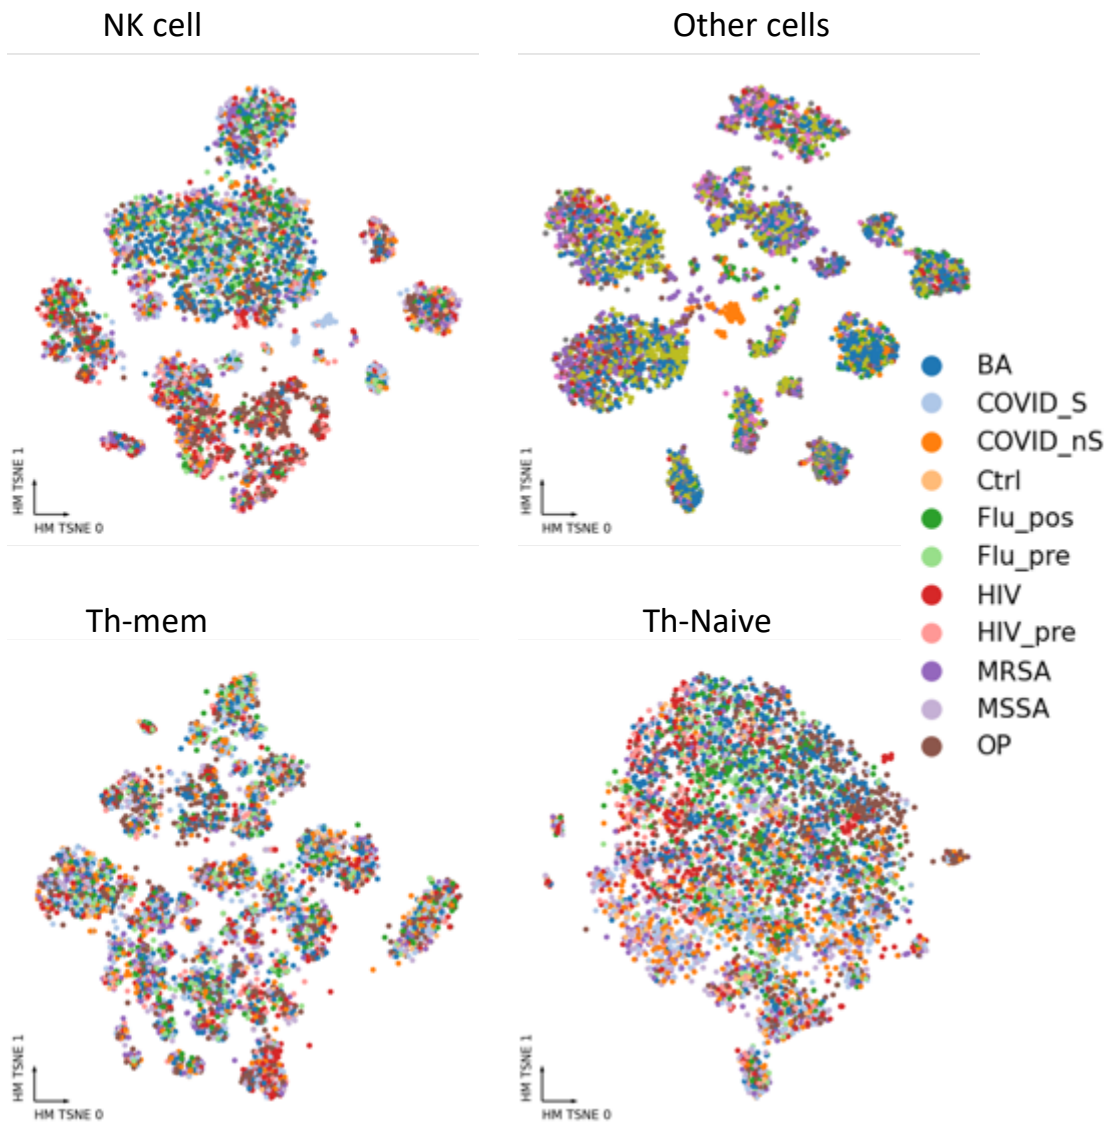 NK cell
Other cells
HM TSNE 1
HM TSNE 0
HM TSNE 1
HM TSNE 0
BA
COVID_S
COVID_nS
Ctrl
Flu_pos
Flu_pre
HIV
HIV_pre
MRSA
MSSA
OP
Th-mem
Th-Naive
HM TSNE 1
HM TSNE 0
HM TSNE 1
HM TSNE 0